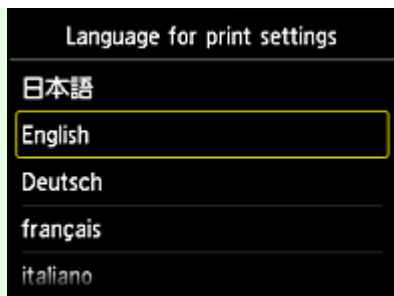 Language for print settings
日本語
English
Deutsch
français
italiano